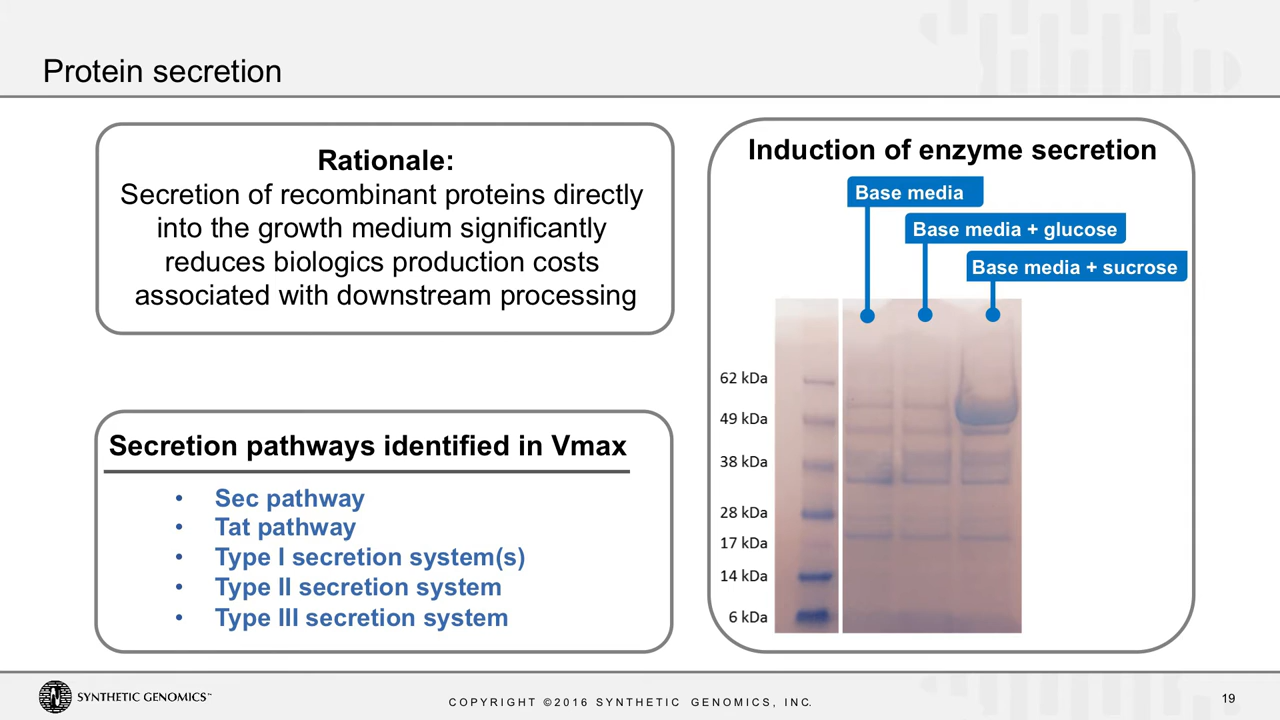 Protein secretion
Rationale:
Secretion of recombinant proteins directly
into the growth medium significantly
reduces biologics production costs
associated with downstream processing
Secretion pathways identified in Vmax
• Sec pathway
• Tat pathway
• Type I secretion system(s)
• Type II secretion system
• Type III secretion system
Induction of enzyme secretion
Base media
Base media + glucose
Base media + sucrose
62 kDa
49 kDa
38 kDa
28 kDa
17 kDa
14 kDa
6 kDa
SYNTHETIC GENOMICS™
COPYRIGHT ©2016 SYNTHETIC GENOMICS, INC.
19